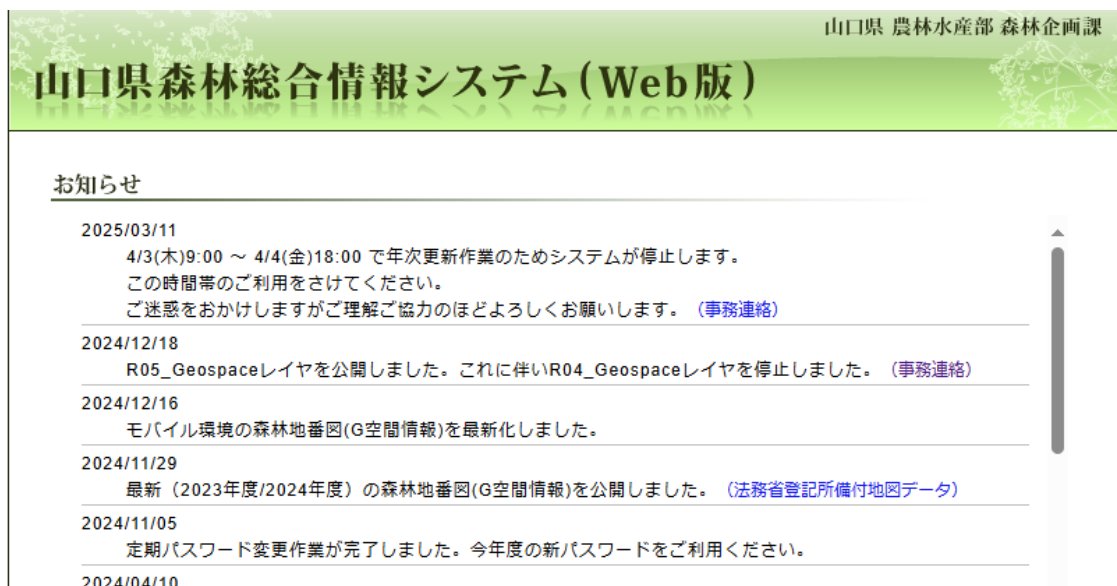 山口県 農林水産部 森林企画課
山口県森林総合情報システム(Web版)
お知らせ
2025/03/11
4/3(木)9:00 ～ 4/4(金)18:00 で年次更新作業のためシステムが停止します。
この時間帯のご利用をさけてください。
ご迷惑をおかけしますがご理解ご協力のほどよろしくお願いします。（事務連絡）
2024/12/18
R05_Geospaceレイヤを公開しました。これに伴いR04_Geospaceレイヤを停止しました。（事務連絡）
2024/12/16
モバイル環境の森林地番図(G空間情報)を最新化しました。
2024/11/29
最新（2023年度/2024年度）の森林地番図(G空間情報)を公開しました。（法務省登記所備付地図データ）
2024/11/05
定期パスワード変更作業が完了しました。今年度の新パスワードをご利用ください。
2024/04/10